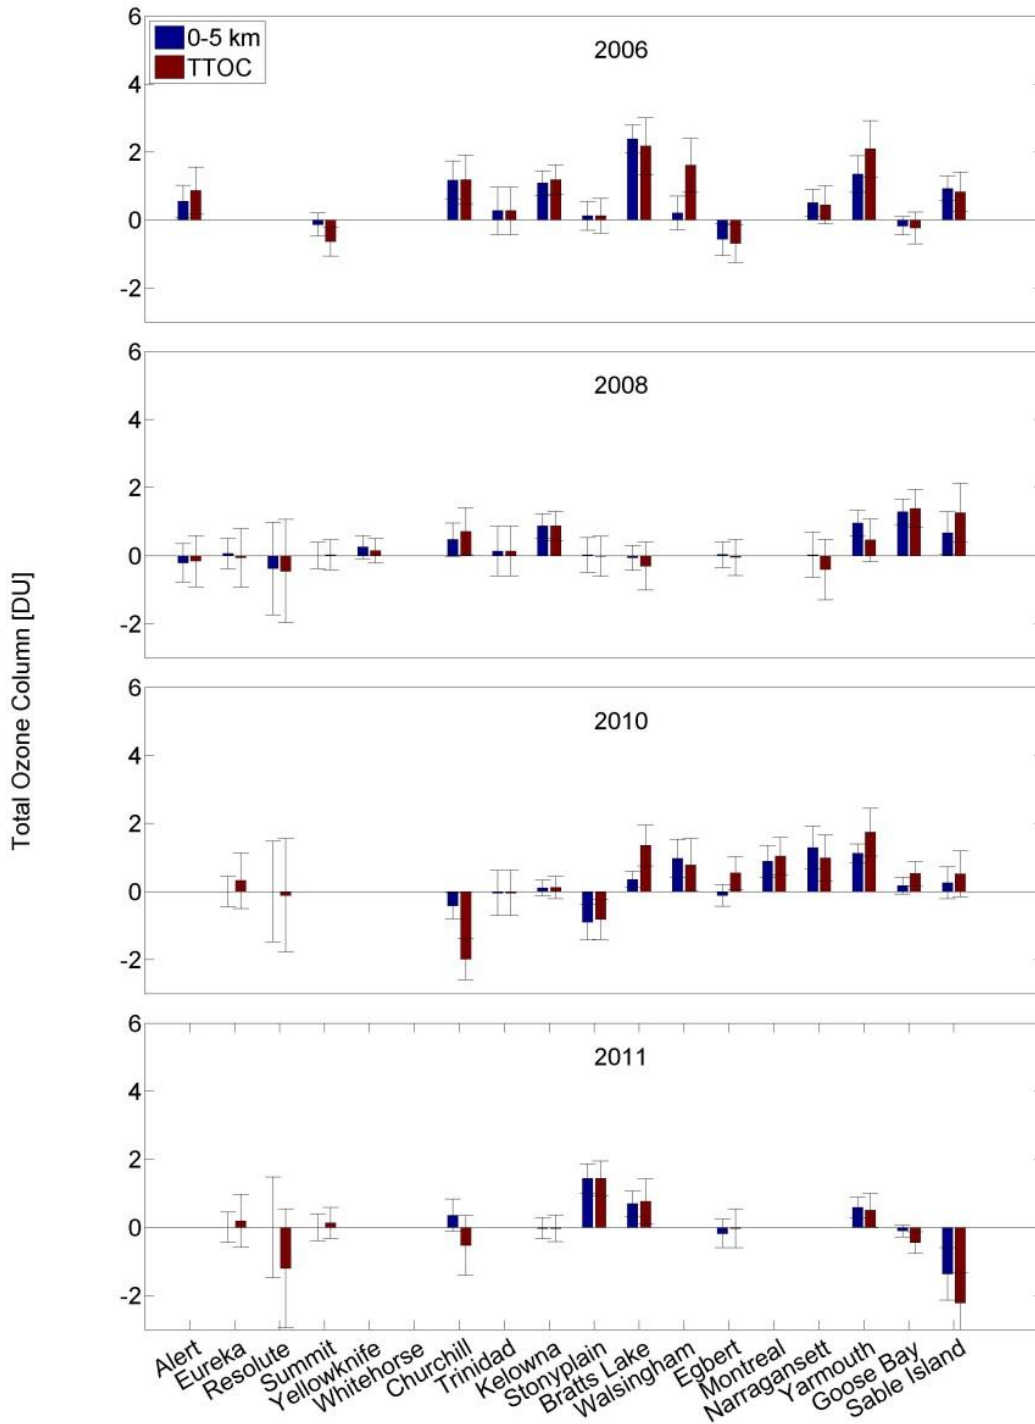 6
0-5 km
2006
TTOC
4
2
0
-2
6
2008
4
2
0
-2
Total Ozone Column [DU]
6
2010
4
2
0
-2
6
2011
4
2
0
-2
Alert
Eureka
Resolute
Summit
Yellowknife
Whitehorse
Churchill
Trinidad
Kelowna
Stonyplain
Bratts Lake
Walsingham
Egbert
Montreal
Narragansett
Yarmouth
Goose Bay
Sable Island